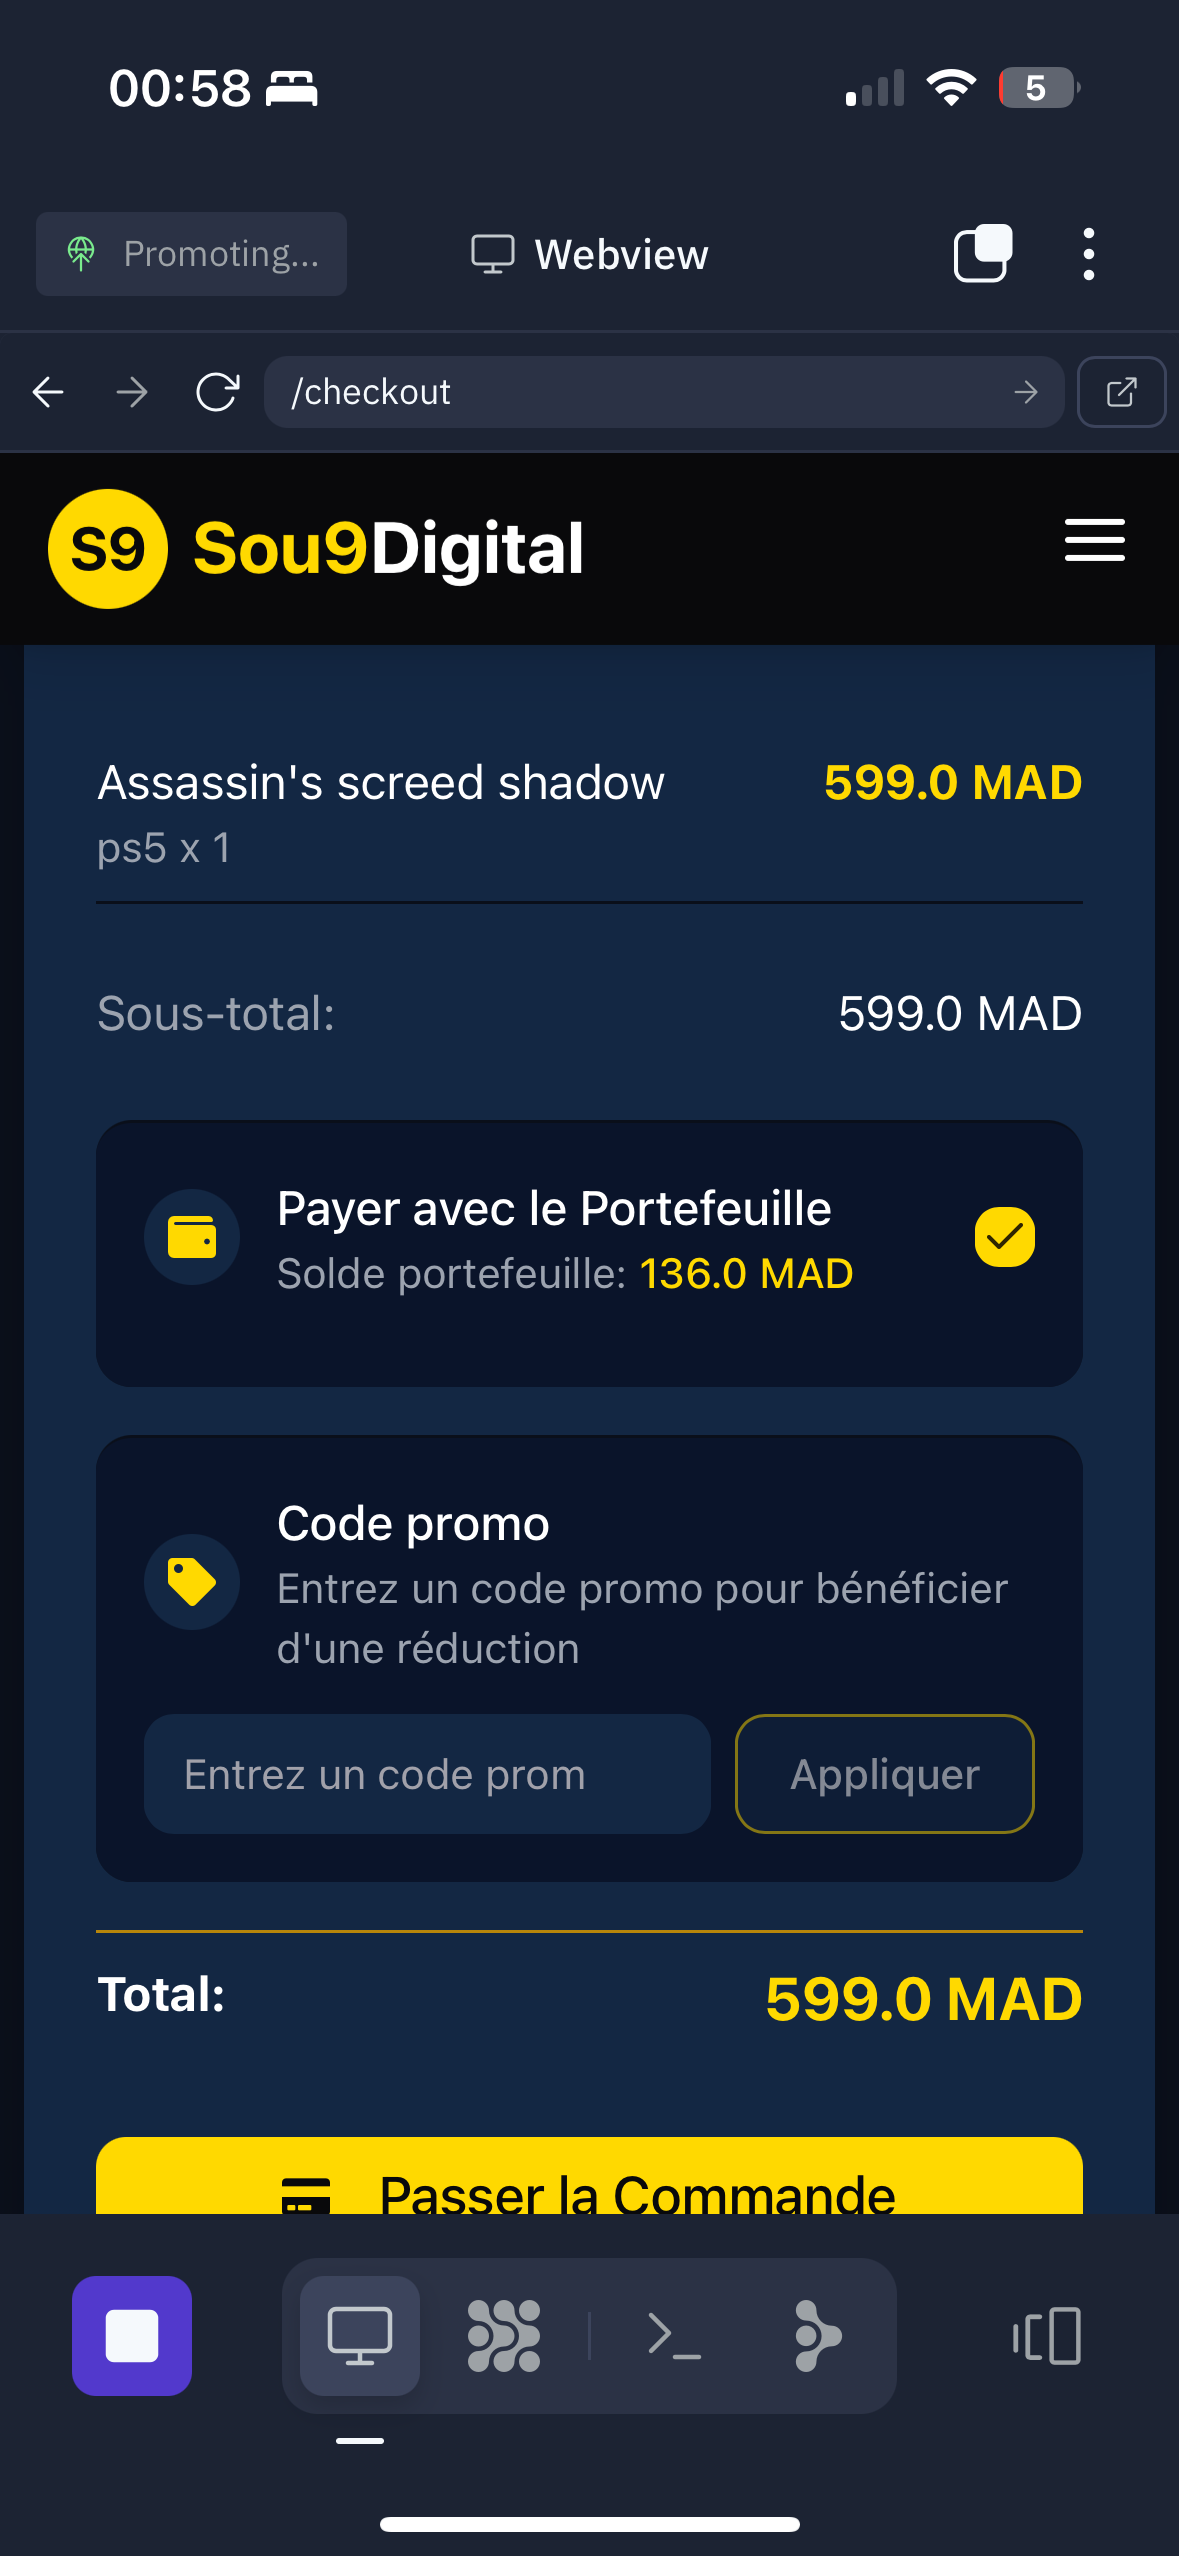 00:58
5
Promoting...
Webview
/checkout
S9 Sou9Digital
Assassin's screed shadow 599.0 MAD
ps5 x 1
Sous-total: 599.0 MAD
Payer avec le Portefeuille
Solde portefeuille: 136.0 MAD
Code promo
Entrez un code promo pour bénéficier
d'une réduction
Entrez un code prom
Appliquer
Total: 599.0 MAD
Passer la Commande